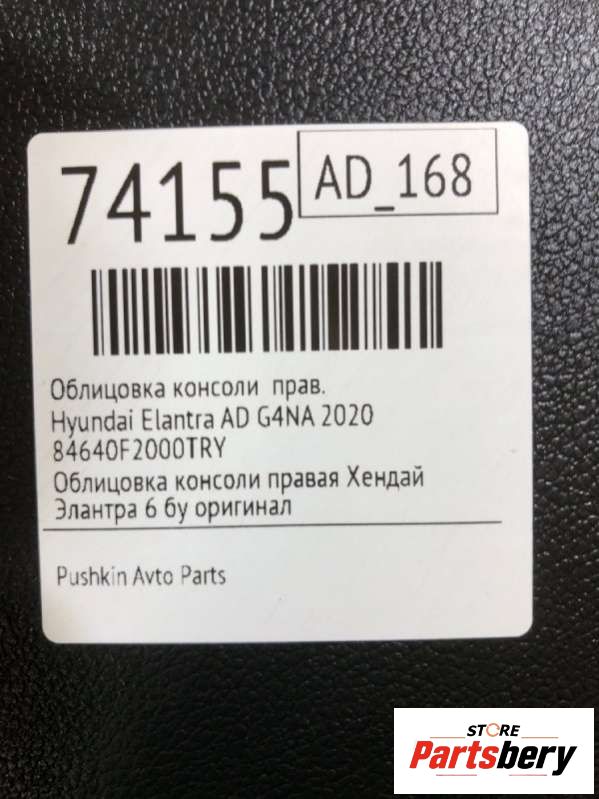 74155
AD_168
Облицовка консоли прав.
Hyundai Elantra AD G4NA 2020
84640F2000TRY
Облицовка консоли правая Хендай
Элантра 6 бу оригинал
Pushkin Avto Parts
STORE
Partsbery